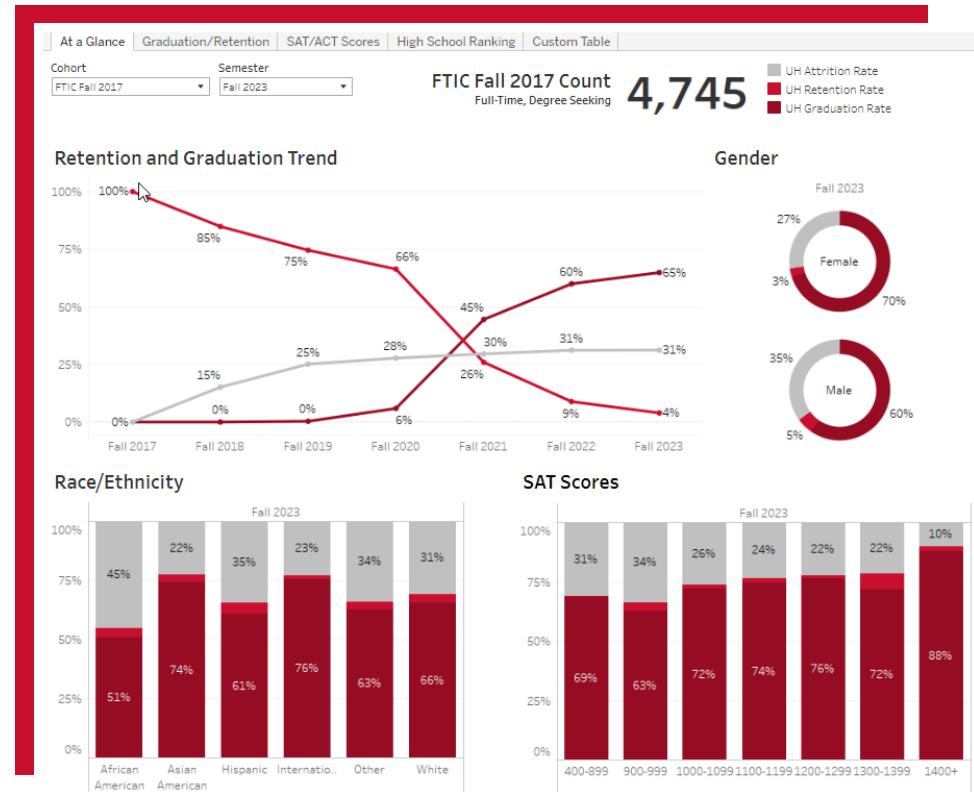 At a Glance Graduation/Retention SAT/ACT Scores High School Ranking Custom Table
Cohort
FTIC Fall 2017
Semester
Fall 2023
FTIC Fall 2017 Count
Full-Time, Degree Seeking
4,745
UH Attrition Rate
UH Retention Rate
UH Graduation Rate
Retention and Graduation Trend
100% 100%
85%
75% 75% 66%
60% 65%
50% 45%
25% 15% 25% 28% 30% 31% 31%
26%
0% 0% 0% 0% 6% 9% 4%
Fall 2017 Fall 2018 Fall 2019 Fall 2020 Fall 2021 Fall 2022 Fall 2023
Gender
Fall 2023
27%
Female
3%
70%
35%
Male
60%
5%
Race/Ethnicity
Fall 2023
100%
45% 22% 35% 23% 34% 31%
75%
50%
51% 74% 61% 76% 63% 66%
25%
0%
African American Asian American Hispanic Internatio.. Other White
SAT Scores
Fall 2023
100%
31% 34% 26% 24% 22% 22% 10%
75%
50%
69% 63% 72% 74% 76% 72% 88%
25%
0%
400-899 900-999 1000-1099 1100-1199 1200-1299 1300-1399 1400+